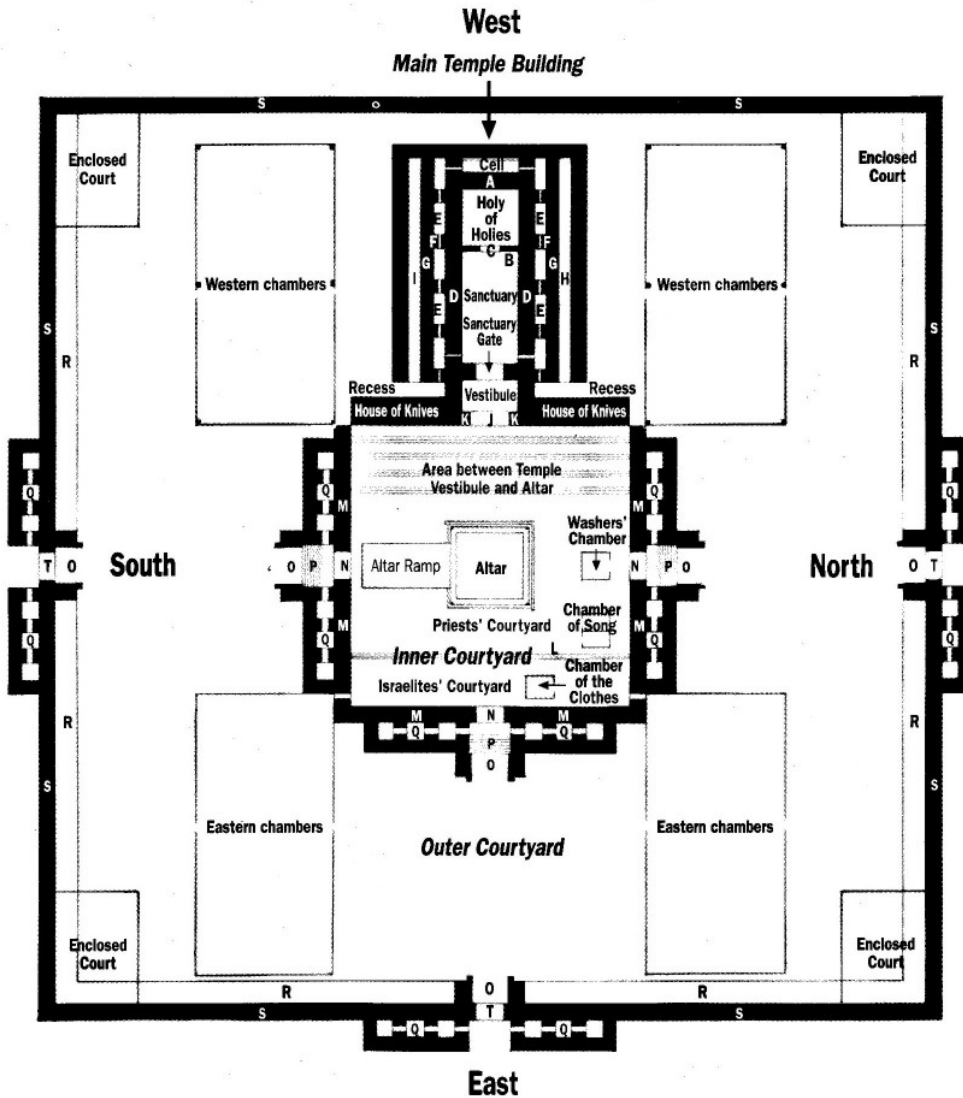 West
Main Temple Building
S S
Enclosed
Court
Enclosed
Court
Cell
A
Holy
of
Holies
E E
F F
C
B
G G
I H
Western chambers
Western chambers
D D
Sanctuary
E E
Sanctuary
Gate
S S
R R
Recess
Recess
Vestibule
House of Knives
House of Knives
K J K
Area between Temple
Vestibule and Altar
Q Q Q Q
M M
Washers'
Chamber
T O
South
O P N
Altar Ramp
Altar
N P O
North
O T
Chamber
of Song
Priests' Courtyard
Q Q M M Q Q
L
Inner Courtyard
Israelites' Courtyard
Chamber
of the
Clothes
M N M
Q Q
P
O
R R
S S
Eastern chambers
Eastern chambers
Outer Courtyard
Enclosed
Court
Enclosed
Court
R O R
S T S
Q Q
East